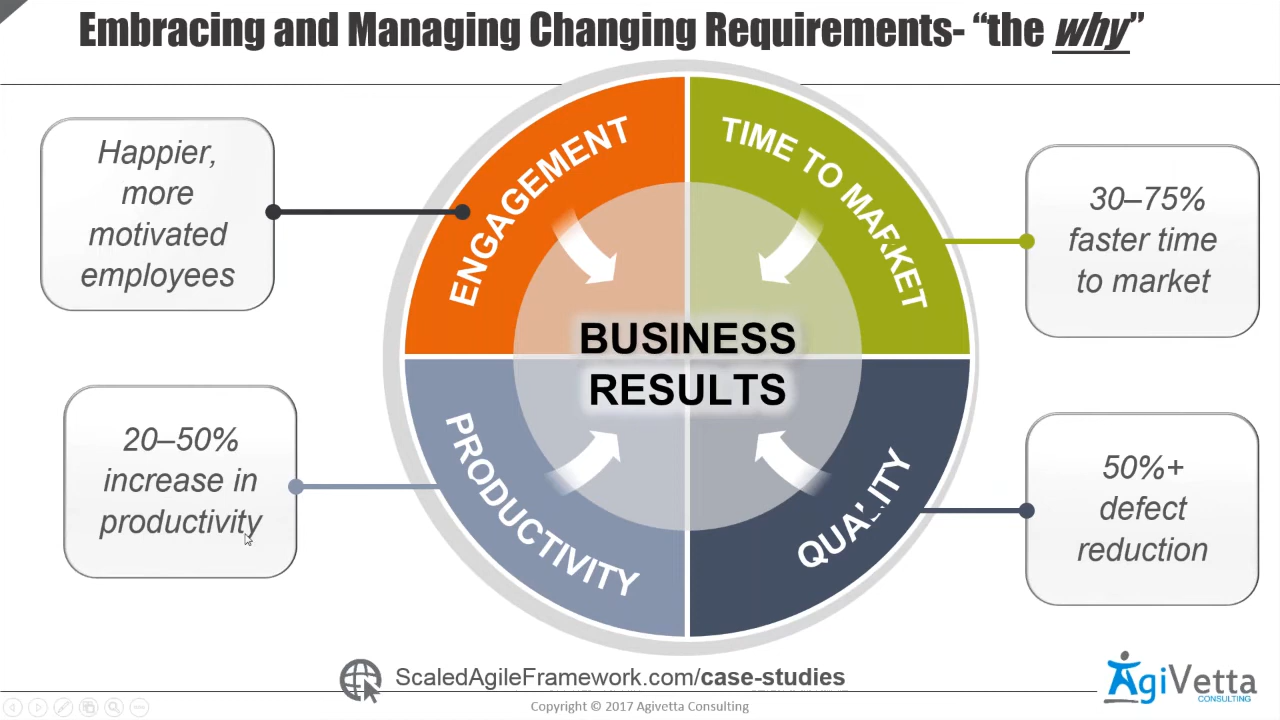 Embracing and Managing Changing Requirements- “the why”
Happier,
more
motivated
employees
ENGAGEMENT
TIME TO MARKET
30–75%
faster time
to market
BUSINESS
RESULTS
20–50%
increase in
productivity
PRODUCTIVITY
QUALITY
50%+
defect
reduction
ScaledAgileFramework.com/case-studies
AgiVetta
CONSULTING
Copyright © 2017 Agivetta Consulting